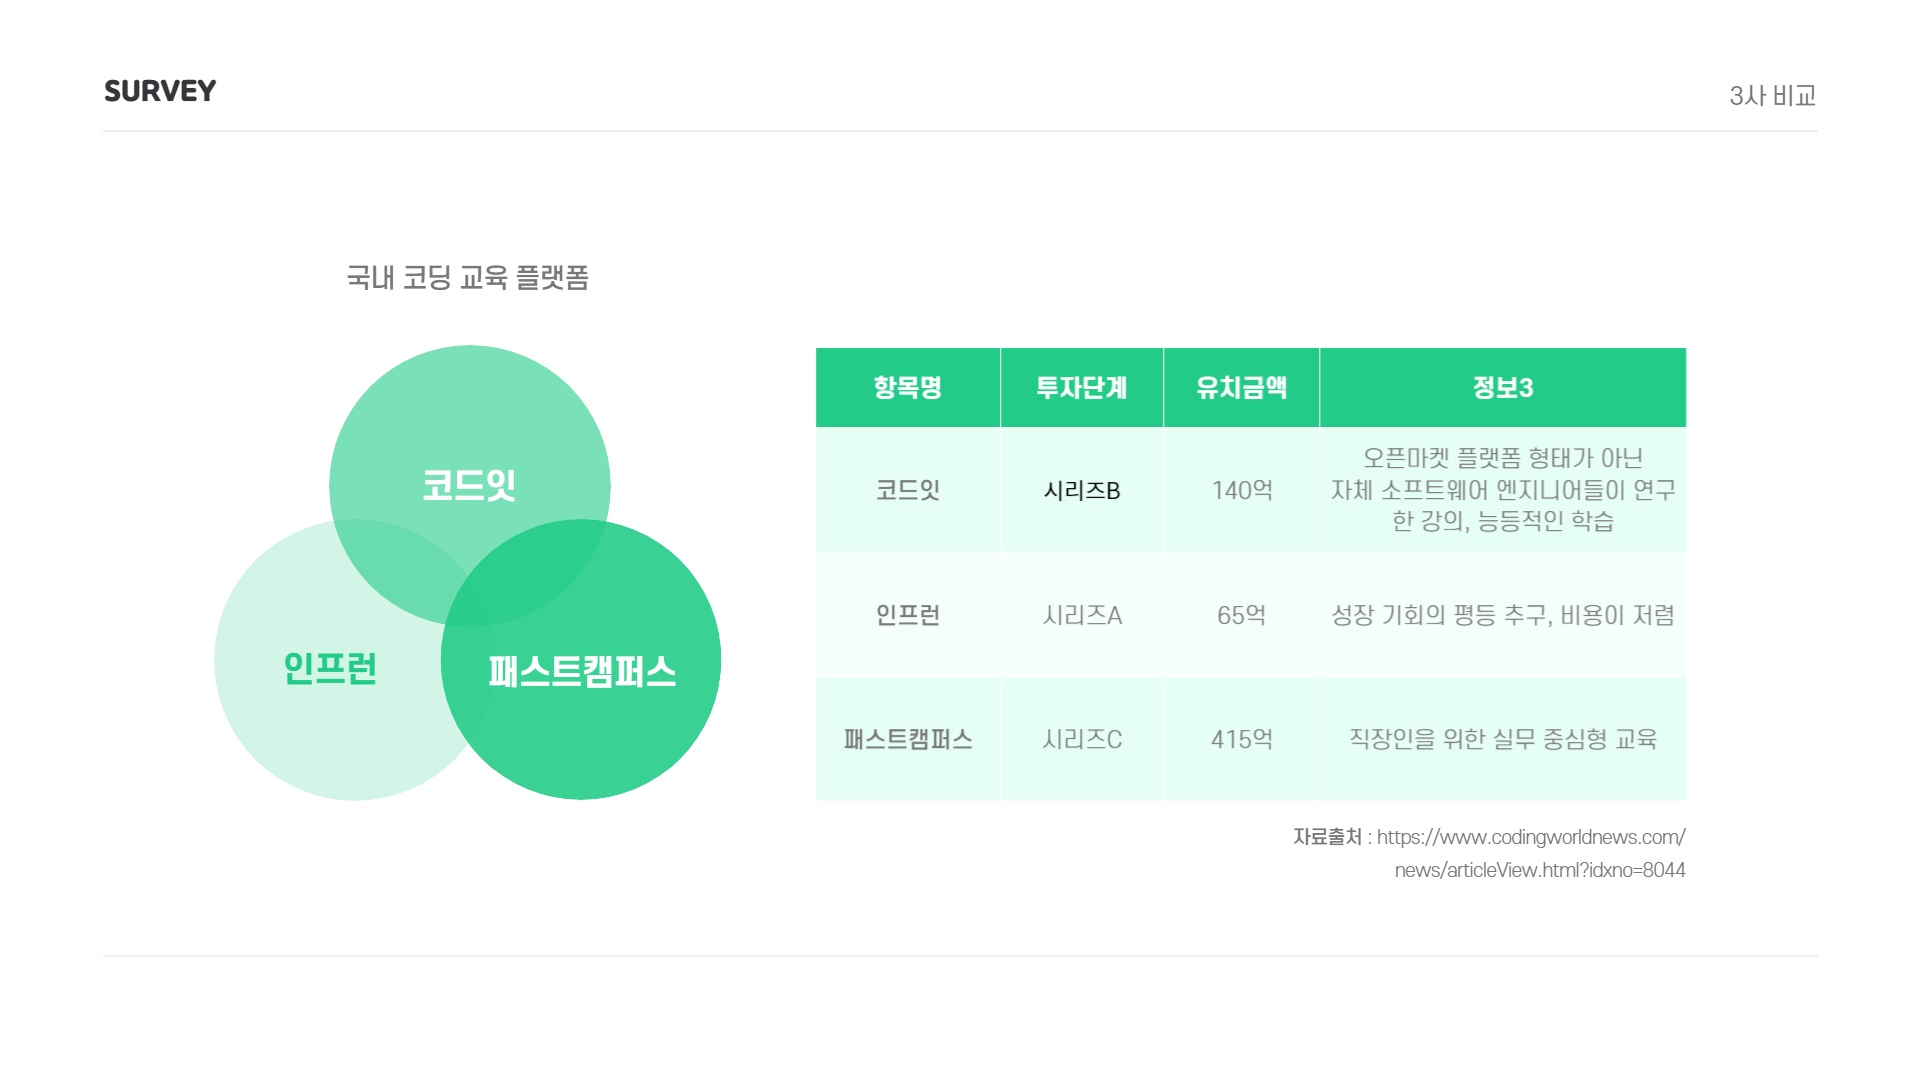 SURVEY
3사 비교
국내 코딩 교육 플랫폼
코드잇
인프런
패스트캠퍼스
항목명 투자단계 유치금액 정보3
오픈마켓 플랫폼 형태가 아닌
코드잇 시리즈B 140억 자체 소프트웨어 엔지니어들이 연구
한 강의, 능등적인 학습
인프런 시리즈A 65억 성장 기회의 평등 추구, 비용이 저렴
패스트캠퍼스 시리즈C 415억 직장인을 위한 실무 중심형 교육
자료출처 : https://www.codingworldnews.com/
news/articleView.html?idxno=8044